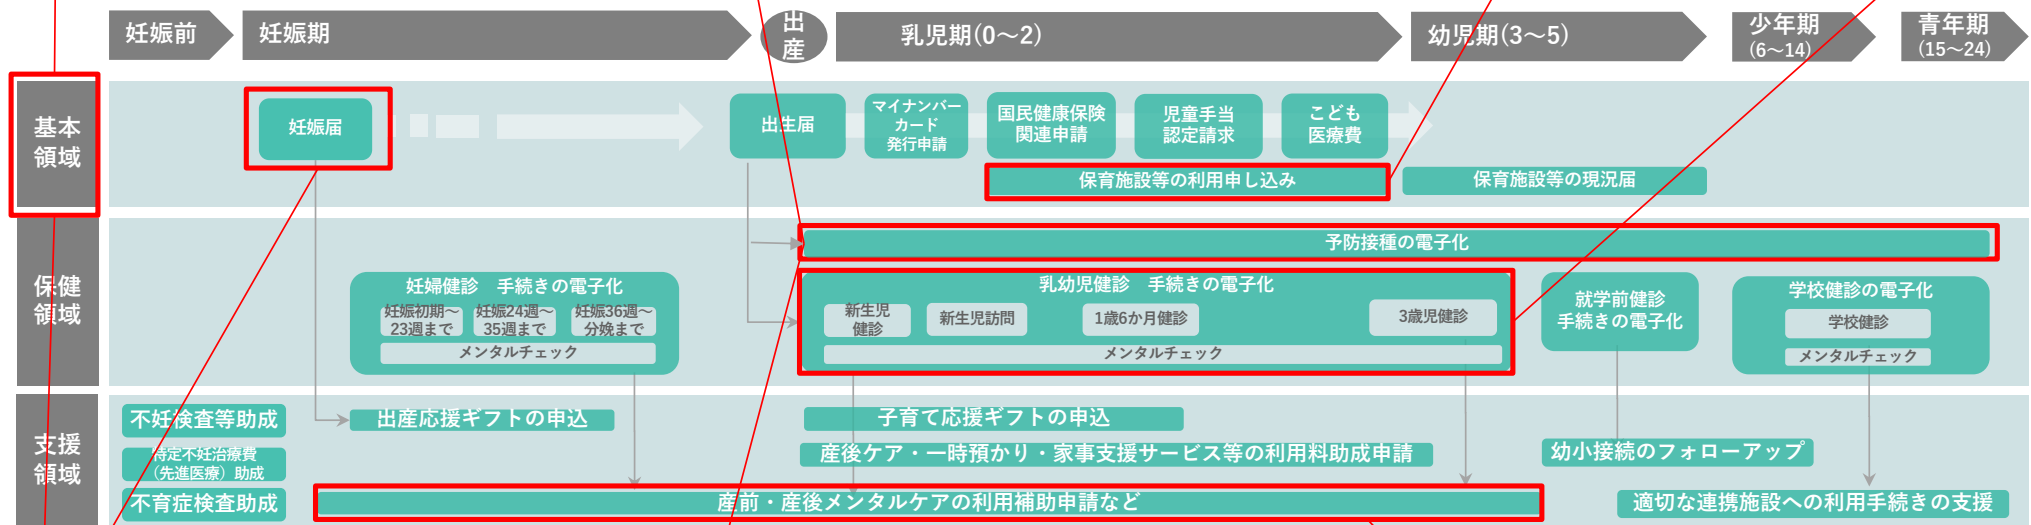 妊娠前
妊娠期
出
産
乳児期(0～2)
幼児期(3～5)
少年期
(6～14)
青年期
(15～24)
基本
領域
妊娠届
出生届
マイナンバー
カード
発行申請
国民健康保険
関連申請
児童手当
認定請求
こども
医療費
保育施設等の利用申し込み
保育施設等の現況届
保健
領域
予防接種の電子化
妊婦健診　手続きの電子化
妊娠初期～
23週まで
妊娠24週～
35週まで
妊娠36週～
分娩まで
メンタルチェック
乳幼児健診　手続きの電子化
新生児
健診
新生児訪問
1歳6か月健診
3歳児健診
メンタルチェック
就学前健診
手続きの電子化
学校健診の電子化
学校健診
メンタルチェック
支援
領域
不妊検査等助成
特定不妊治療費
（先進医療）助成
不育症検査助成
出産応援ギフトの申込
子育て応援ギフトの申込
産後ケア・一時預かり・家事支援サービス等の利用料助成申請
幼小接続のフォローアップ
産前・産後メンタルケアの利用補助申請など
適切な連携施設への利用手続きの支援